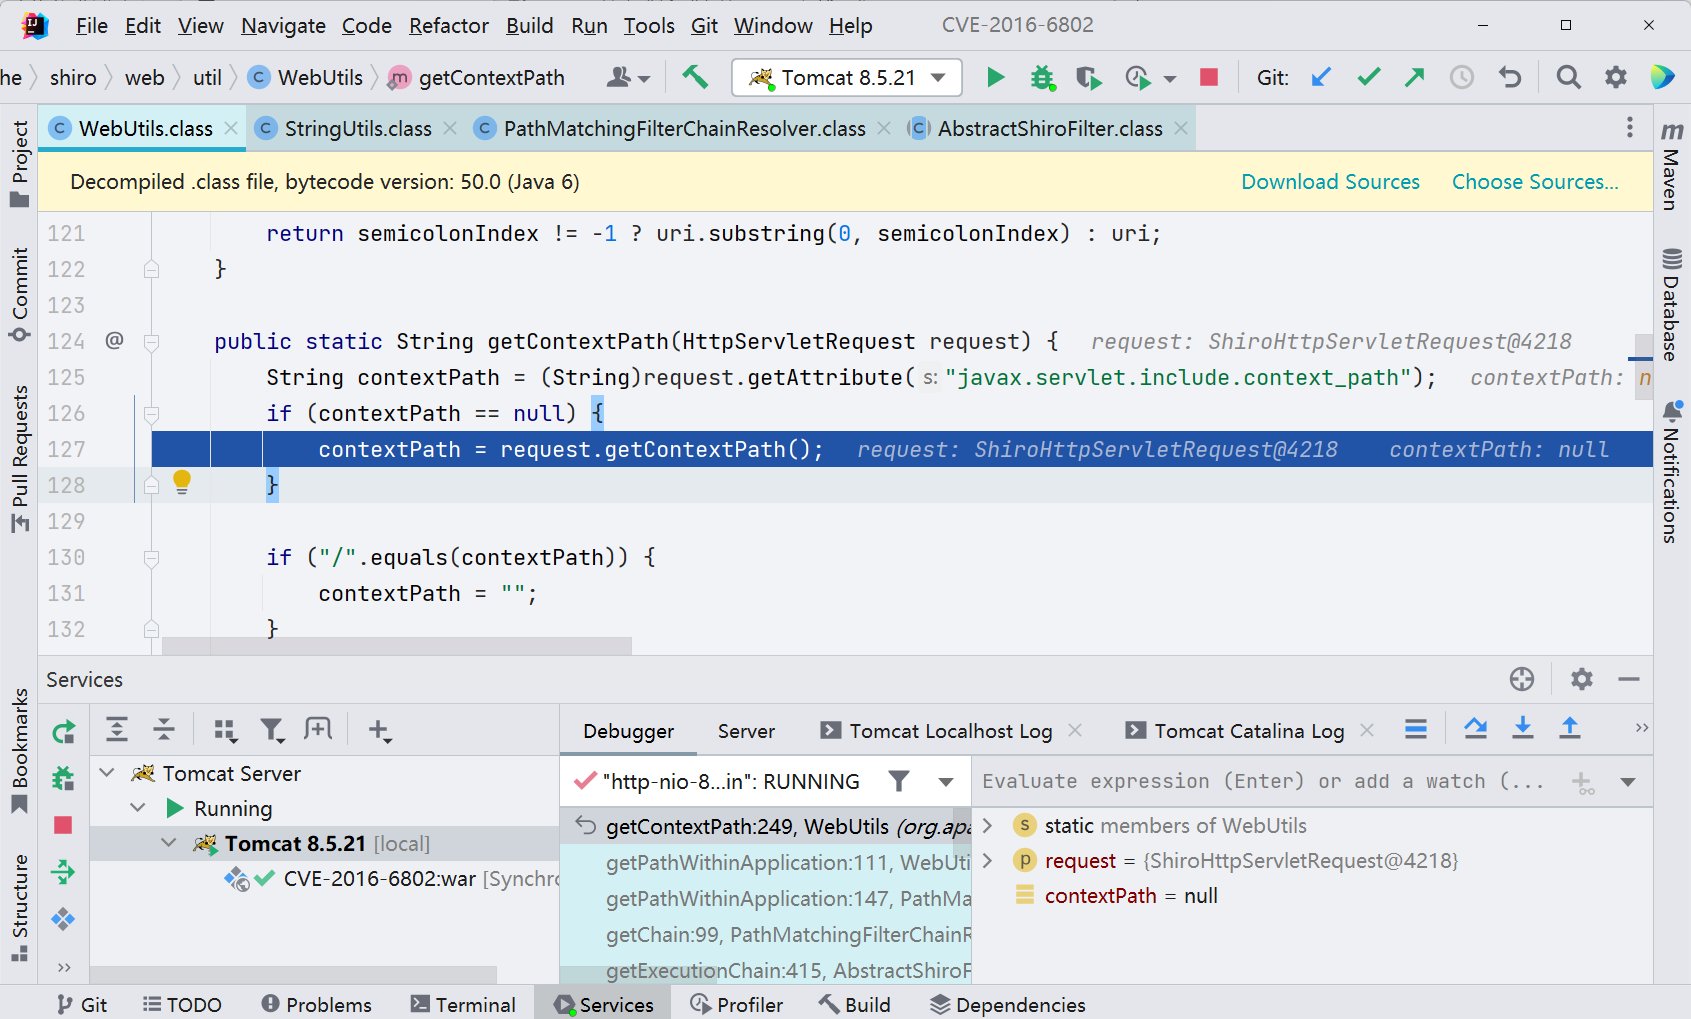 File Edit View Navigate Code Refactor Build Run Tools Git Window Help CVE-2016-6802
he shiro web util WebUtils getContextPath Tomcat 8.5.21 Git:
WebUtils.class StringUtils.class PathMatchingFilterChainResolver.class AbstractShiroFilter.class
Decompiled .class file, bytecode version: 50.0 (Java 6) Download Sources Choose Sources...
121 return semicolonIndex != -1 ? uri.substring(0, semicolonIndex) : uri;
122 }
123
124 @ public static String getContextPath(HttpServletRequest request) { request: ShiroHttpServletRequest@4218
125 String contextPath = (String)request.getAttribute( s: "javax.servlet.include.context_path"); contextPath: n
126 if (contextPath == null) {
127 contextPath = request.getContextPath(); request: ShiroHttpServletRequest@4218 contextPath: null
128 }
129
130 if ("/".equals(contextPath)) {
131 contextPath = "";
132 }
Project
Commit
Pull Requests
Bookmarks
Structure
Maven
Database
Notifications
Services
Debugger Server Tomcat Localhost Log Tomcat Catalina Log
Tomcat Server
Running
Tomcat 8.5.21 [local]
CVE-2016-6802:war [Synchro
"http-nio-8...in": RUNNING
getContextPath:249, WebUtils (org.apa
getPathWithinApplication:111, WebUti
getPathWithinApplication:147, PathMa
getChain:99, PathMatchingFilterChainR
getExecutionChain:415, AbstractShiroF
Evaluate expression (Enter) or add a watch (...
static members of WebUtils
request = {ShiroHttpServletRequest@4218}
contextPath = null
Git TODO Problems Terminal Services Profiler Build Dependencies